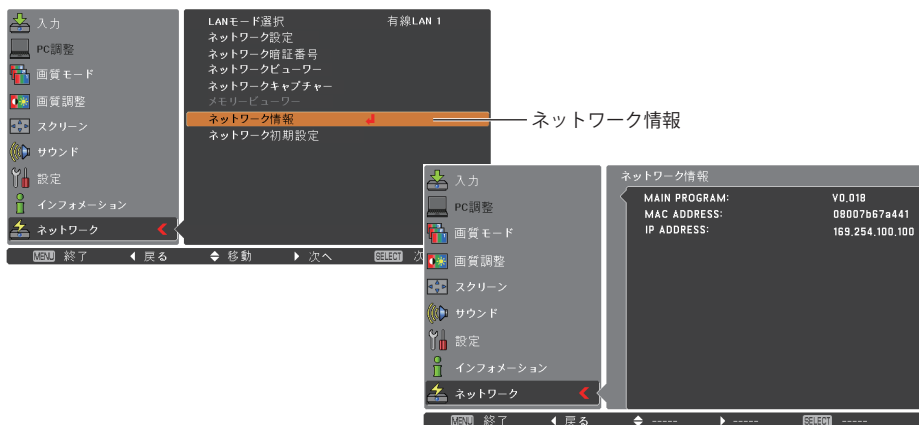 入力
PC調整
画質モード
画質調整
スクリーン
サウンド
設定
インフォメーション
ネットワーク
LANモード選択 有線LAN 1
ネットワーク設定
ネットワーク暗証番号
ネットワークビューワー
ネットワークキャプチャー
メモリービューワー
ネットワーク情報
ネットワーク初期設定
MENU 終了 戻る 移動 次へ SELECT 次
ネットワーク情報
入力
PC調整
画質モード
画質調整
スクリーン
サウンド
設定
インフォメーション
ネットワーク
ネットワーク情報
MAIN PROGRAM: V0.018
MAC ADDRESS: 08007b67a441
IP ADDRESS: 169.254.100.100
MENU 終了 戻る ----- ----- SELECT -----